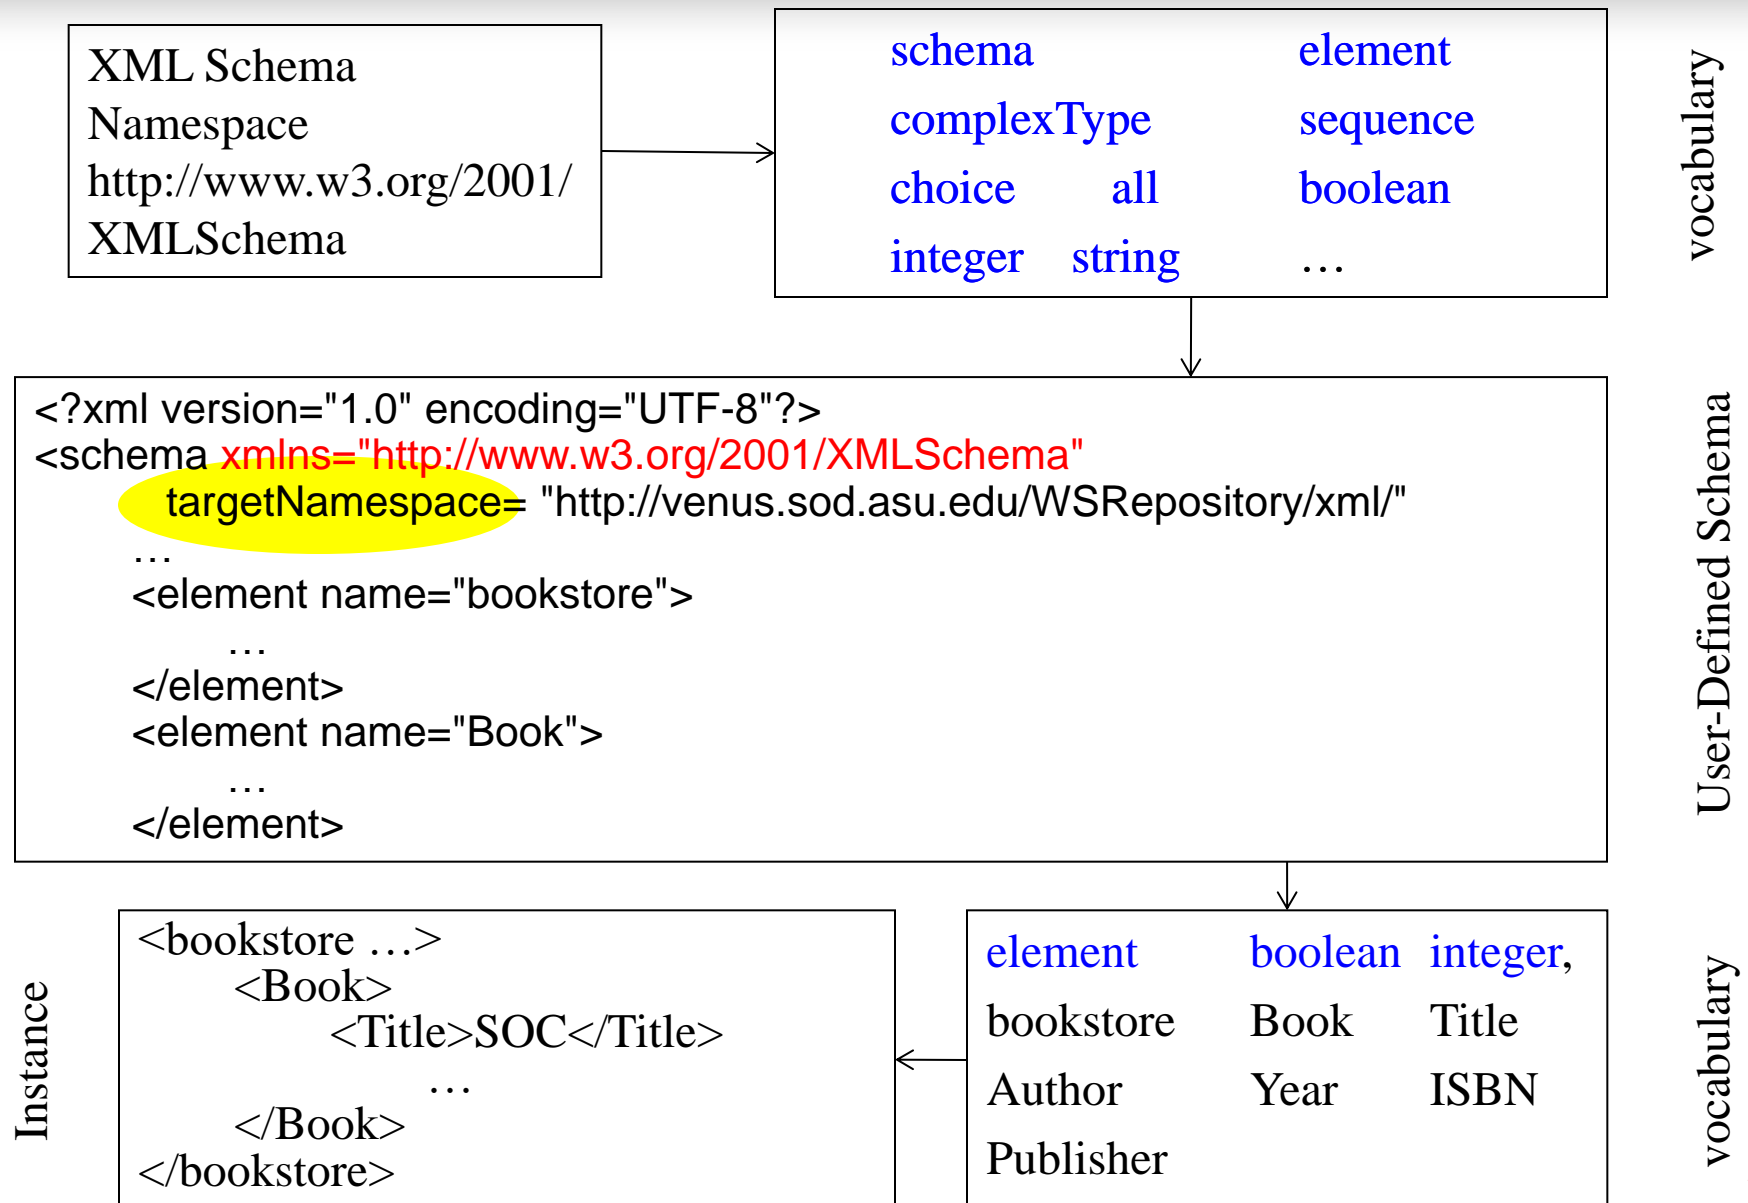 XML Schema
Namespace
http://www.w3.org/2001/
XMLSchema
schema element
complexType sequence
choice all boolean
integer string …
vocabulary
<?xml version="1.0" encoding="UTF-8"?>
<schema xmlns="http://www.w3.org/2001/XMLSchema"
targetNamespace= "http://venus.sod.asu.edu/WSRepository/xml/"
…
<element name="bookstore">
…
</element>
<element name="Book">
…
</element>
User-Defined Schema
Instance
<bookstore …>
<Book>
<Title>SOC</Title>
…
</Book>
</bookstore>
element boolean integer,
bookstore Book Title
Author Year ISBN
Publisher
vocabulary